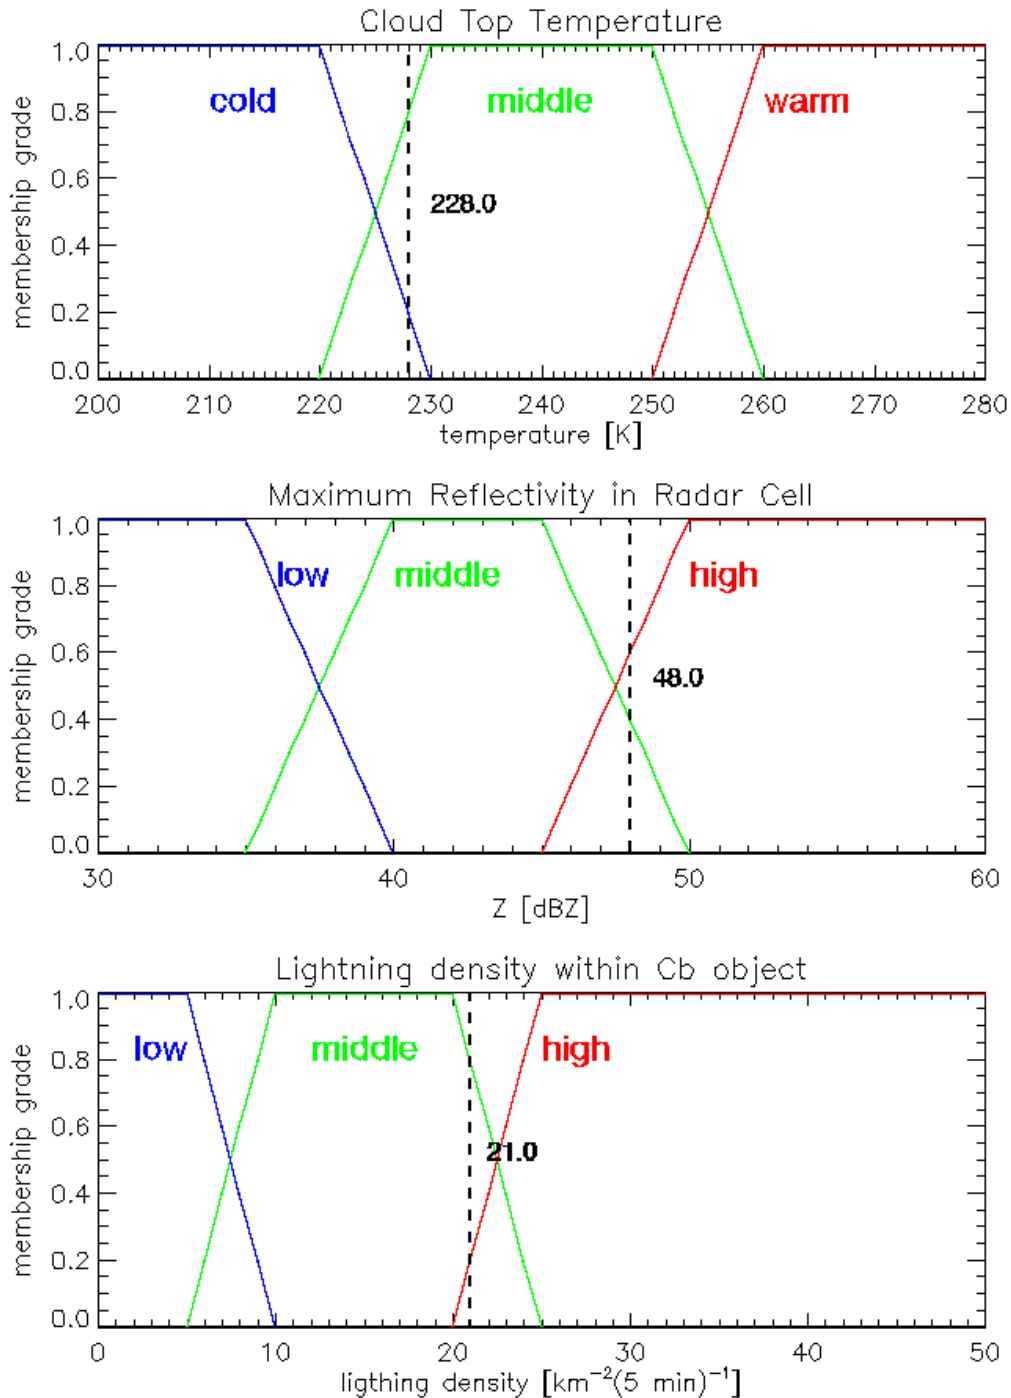 Cloud Top Temperature
1.0
cold
middle
warm
0.8
0.6
228.0
0.4
0.2
0.0
membership grade
200 210 220 230 240 250 260 270 280
temperature [K]
Maximum Reflectivity in Radar Cell
1.0
low
middle
high
0.8
0.6
48.0
0.4
0.2
0.0
membership grade
30 40 50 60
Z [dBZ]
Lightning density within Cb object
1.0
low
middle
high
0.8
0.6
21.0
0.4
0.2
0.0
membership grade
0 10 20 30 40 50
ligthing density [km⁻²(5 min)⁻¹]